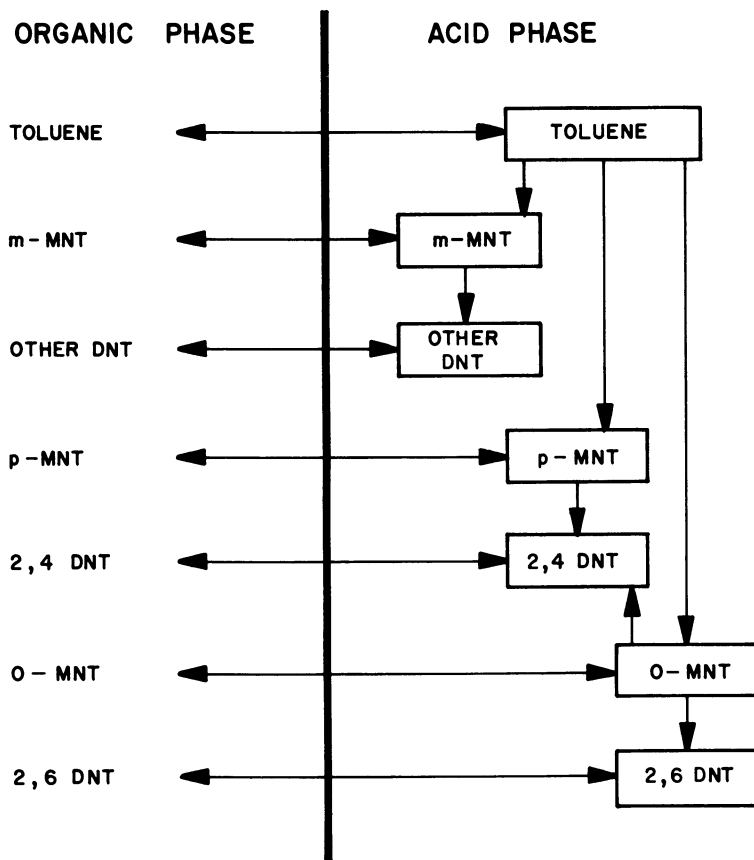 ORGANIC PHASE
ACID PHASE
TOLUENE
TOLUENE
m-MNT
m-MNT
OTHER DNT
OTHER
DNT
p-MNT
p-MNT
2,4 DNT
2,4 DNT
O-MNT
O-MNT
2,6 DNT
2,6 DNT